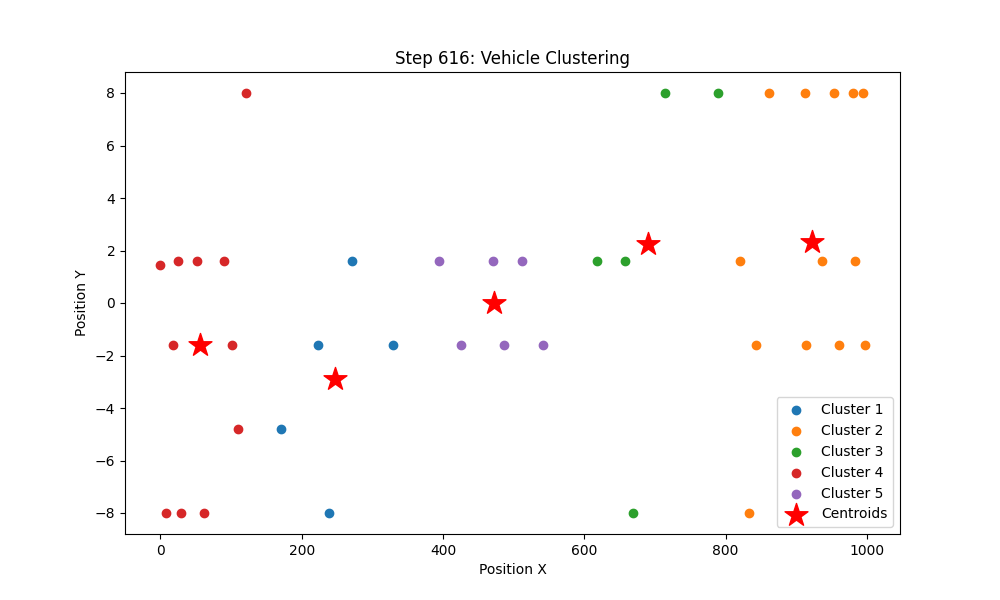 Step 616: Vehicle Clustering
Position Y
8
6
4
2
0
−2
−4
−6
−8
0 200 400 600 800 1000
Position X
Cluster 1
Cluster 2
Cluster 3
Cluster 4
Cluster 5
Centroids